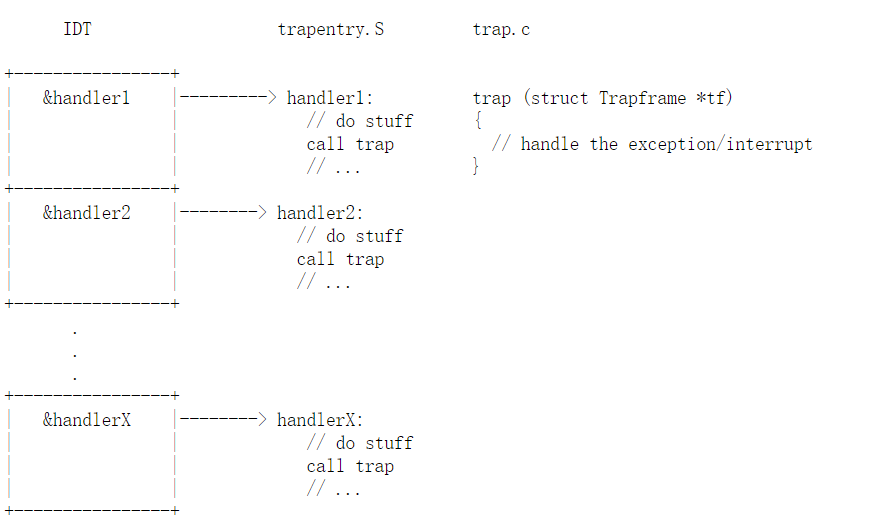 IDT                   trapentry.S         trap.c
+----------------+
|   &handler1    |---------> handler1:          trap (struct Trapframe *tf)
|                |             // do stuff      {
|                |             call trap          // handle the exception/interrupt
|                |             // ...           }
+----------------+
|   &handler2    |--------> handler2:
|                |            // do stuff
|                |            call trap
|                |            // ...
+----------------+
       .
       .
       .
+----------------+
|   &handlerX    |--------> handlerX:
|                |             // do stuff
|                |             call trap
|                |             // ...
+----------------+